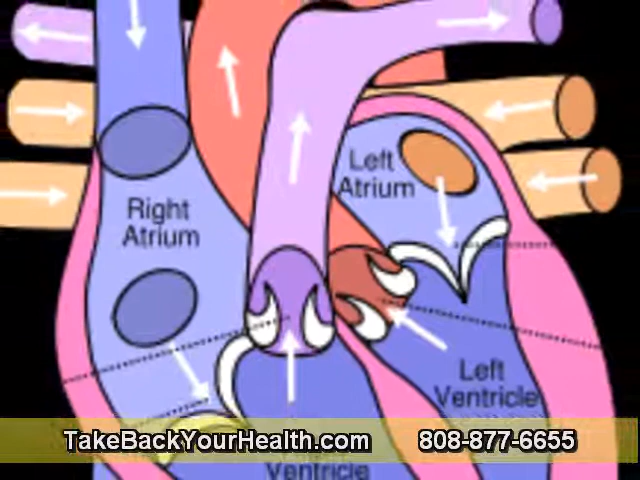 Left
Atrium
Right
Atrium
Left
Ventricle
TakeBackYourHealth.com 808-877-6655
Ventricle